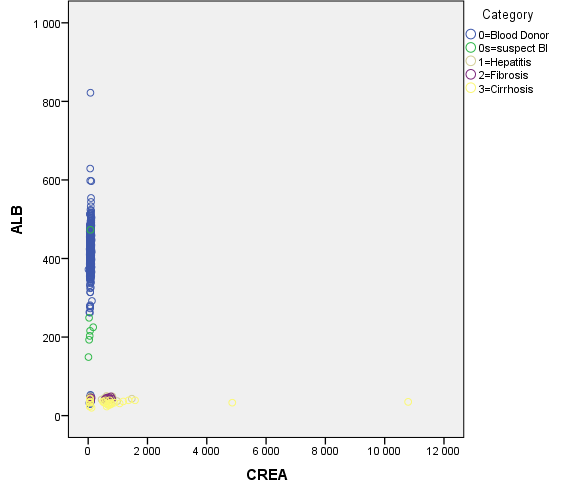 Category
0=Blood Donor
0s=suspect Bl
1=Hepatitis
2=Fibrosis
3=Cirrhosis
1 000
800
600
400
200
0
ALB
0 2 000 4 000 6 000 8 000 10 000 12 000
CREA